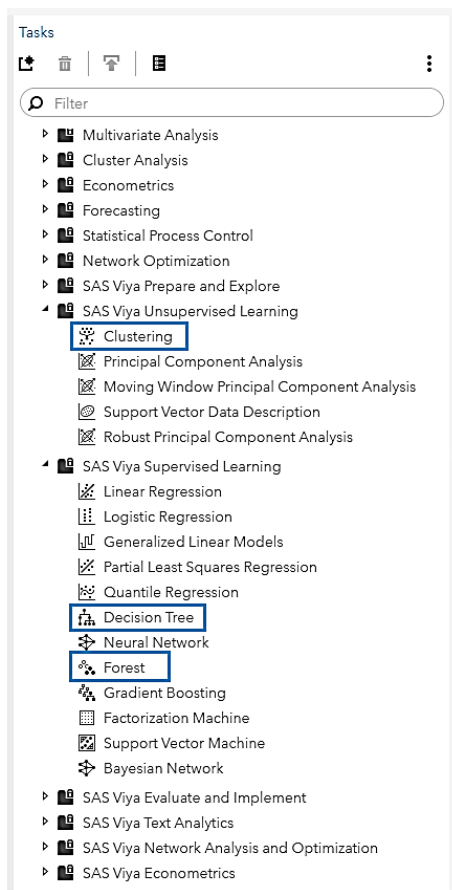 Tasks
Filter
Multivariate Analysis
Cluster Analysis
Econometrics
Forecasting
Statistical Process Control
Network Optimization
SAS Viya Prepare and Explore
SAS Viya Unsupervised Learning
Clustering
Principal Component Analysis
Moving Window Principal Component Analysis
Support Vector Data Description
Robust Principal Component Analysis
SAS Viya Supervised Learning
Linear Regression
Logistic Regression
Generalized Linear Models
Partial Least Squares Regression
Quantile Regression
Decision Tree
Neural Network
Forest
Gradient Boosting
Factorization Machine
Support Vector Machine
Bayesian Network
SAS Viya Evaluate and Implement
SAS Viya Text Analytics
SAS Viya Network Analysis and Optimization
SAS Viya Econometrics